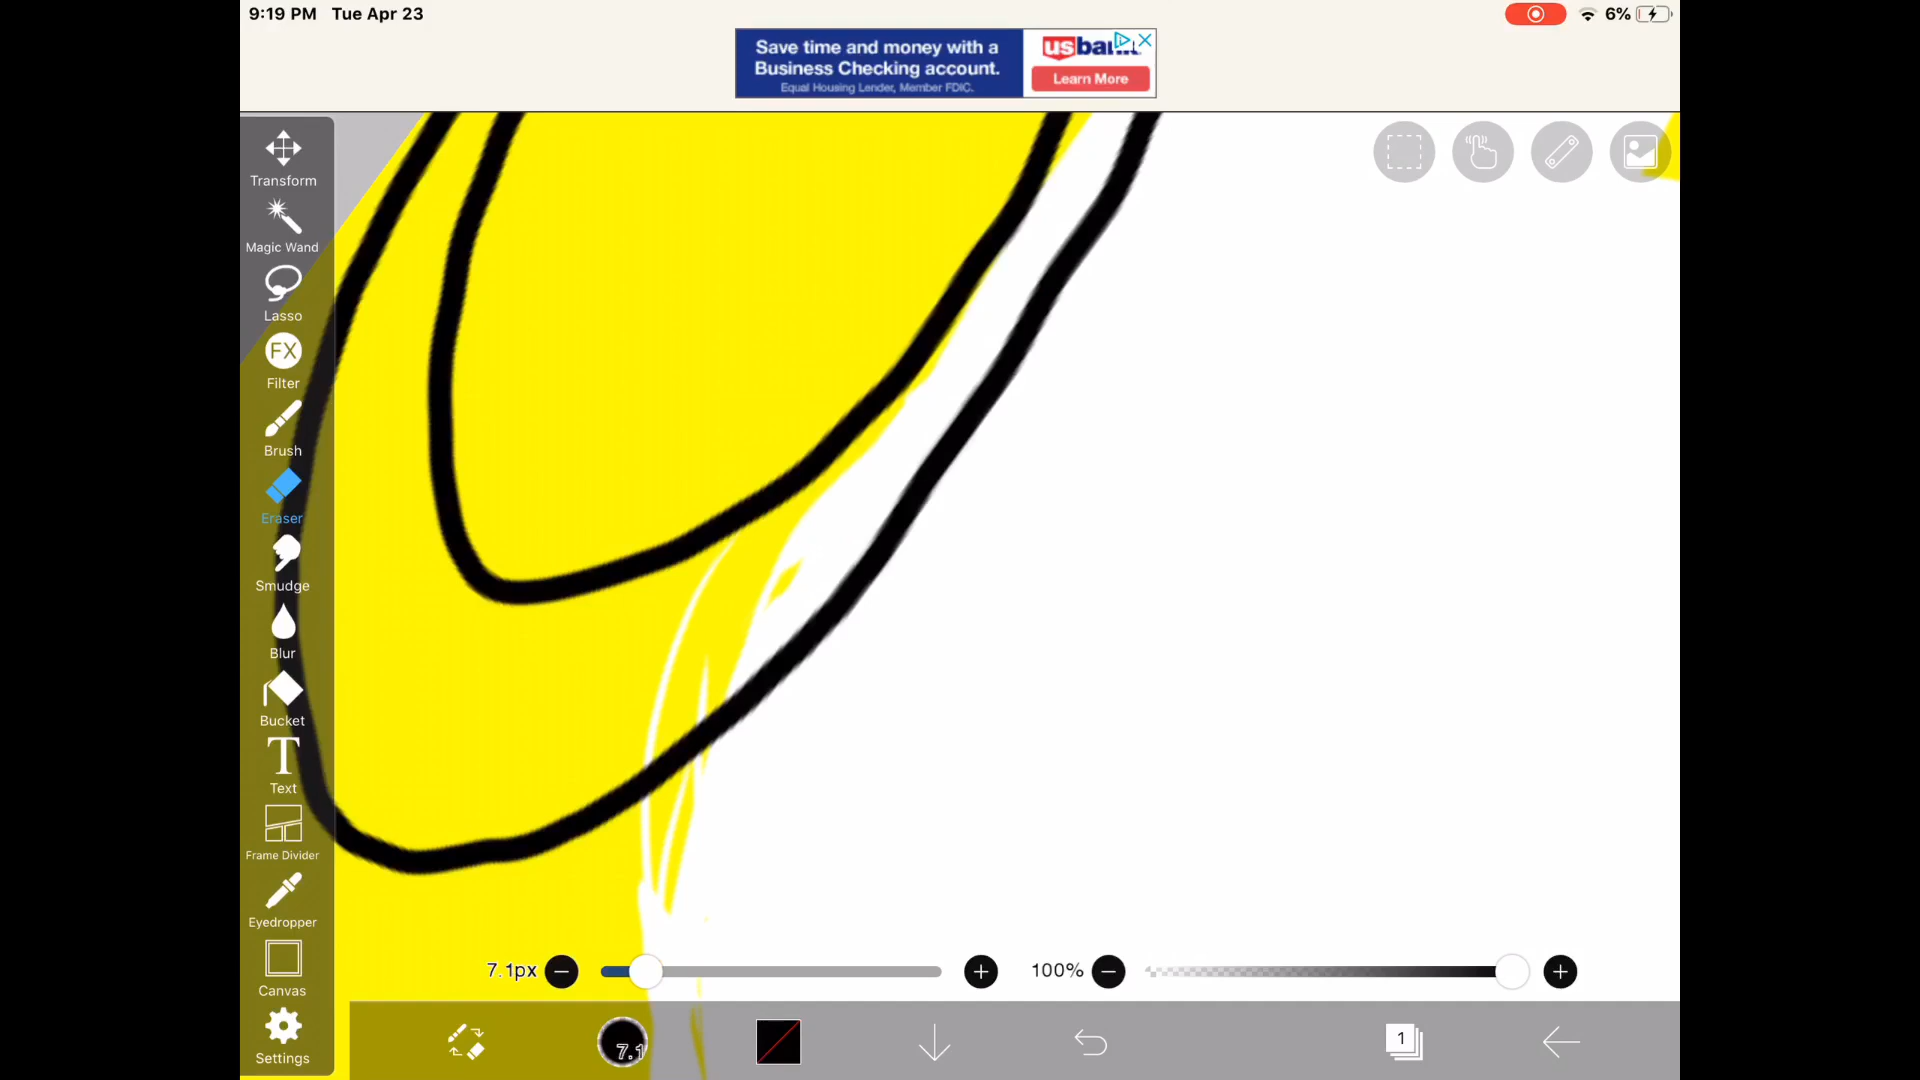 9:19 PM Tue Apr 23
6%
Save time and money with a
Business Checking account.
Equal Housing Lender, Member FDIC.
Learn More
Transform
Magic Wand
Lasso
FX
Filter
Brush
Eraser
Smudge
Blur
Bucket
T
Text
Frame Divider
Eyedropper
Canvas
Settings
7.1px
100%
7.1
1